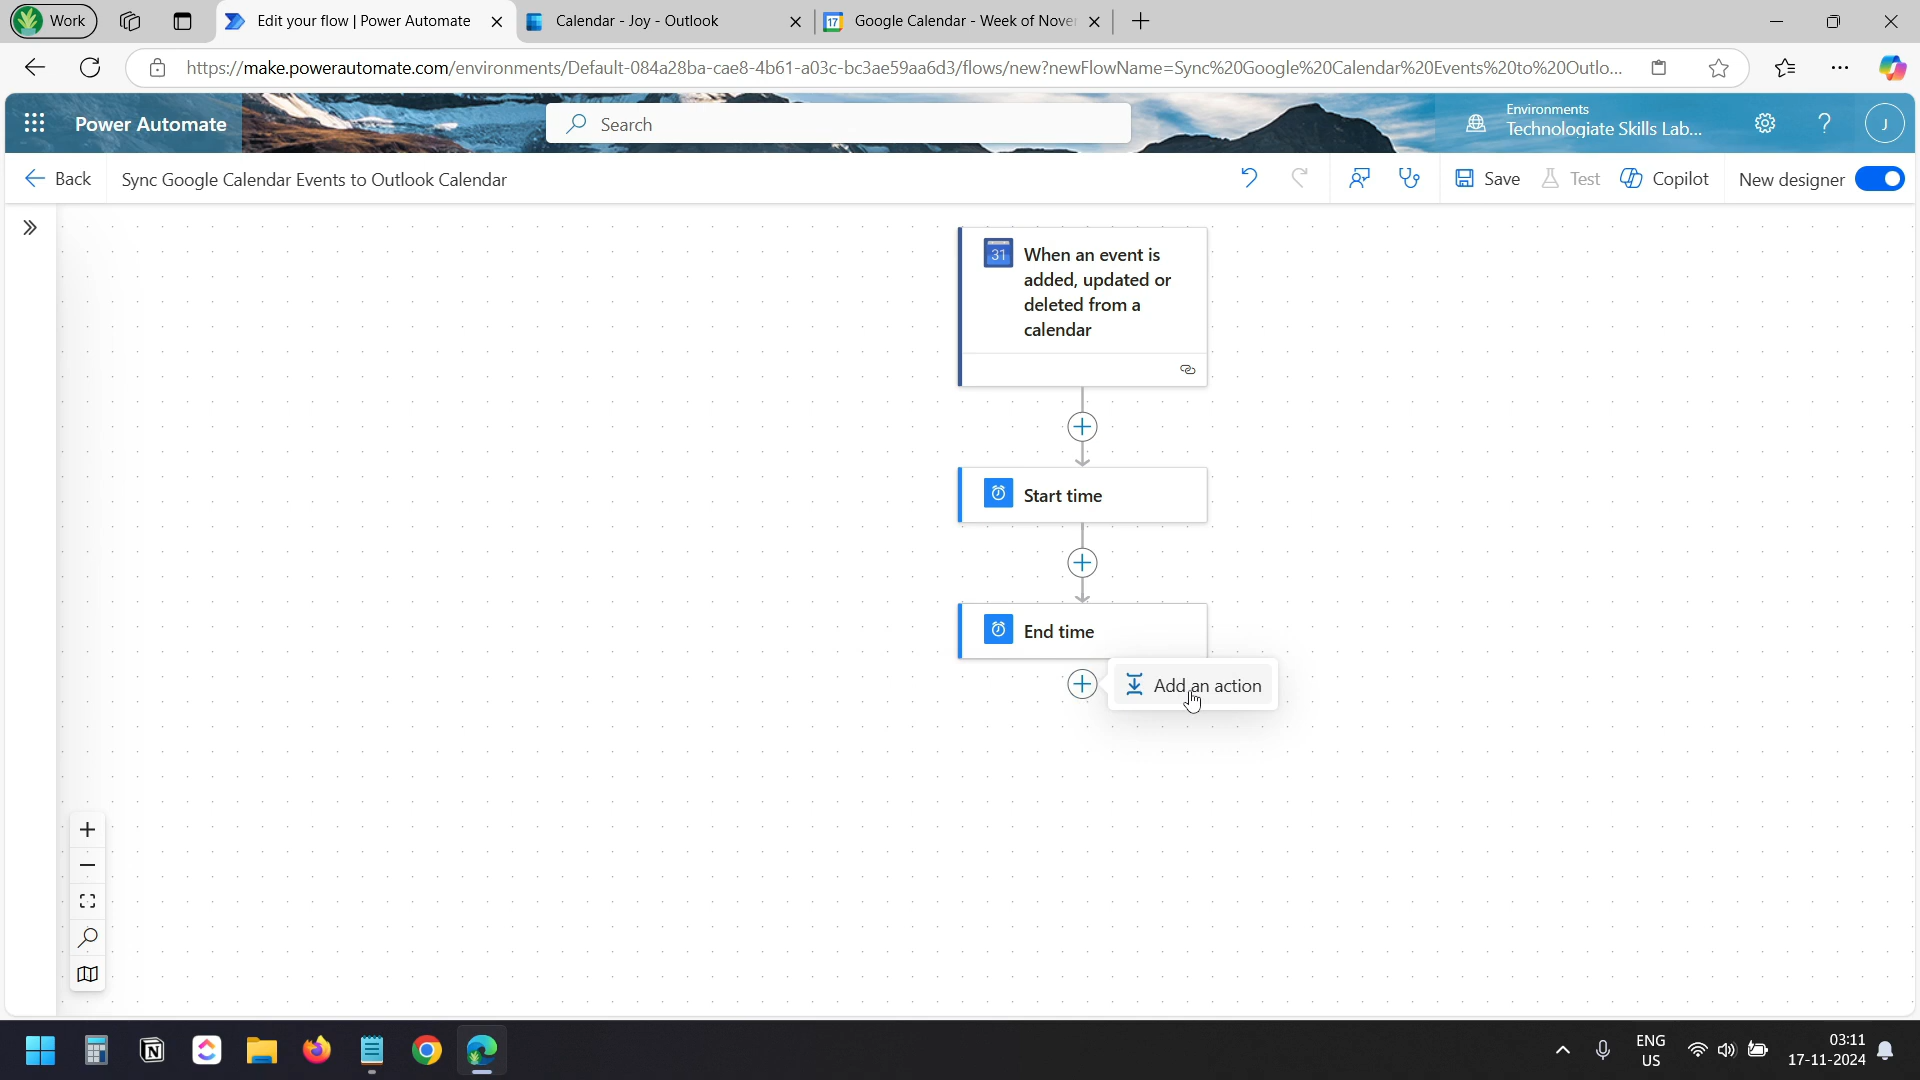 Work
Edit your flow | Power Automate
Calendar - Joy - Outlook
17
Google Calendar - Week of Nove
https://make.powerautomate.com/environments/Default-084a28ba-cae8-4b61-a03c-bc3ae59aa6d3/flows/new?newFlowName=Sync%20Google%20Calendar%20Events%20to%20Outlo...
Power Automate
Search
Environments
Technologiate Skills Lab...
?
J
Back
Sync Google Calendar Events to Outlook Calendar
Save
Test
Copilot
New designer
31
When an event is
added, updated or
deleted from a
calendar
Start time
End time
Add an action
ENG
US
03:11
17-11-2024